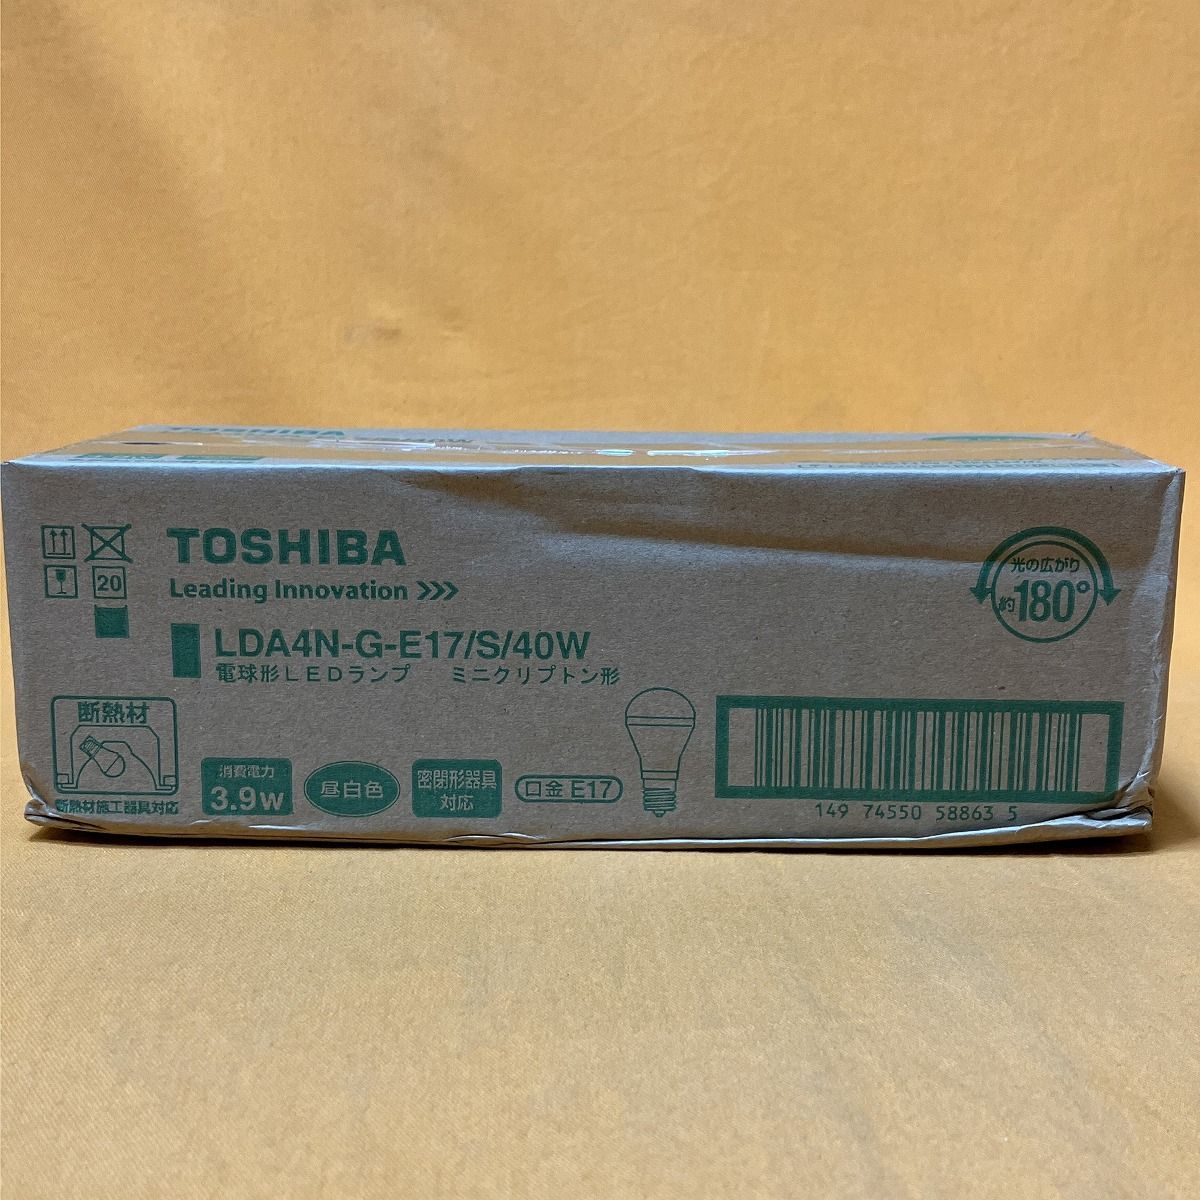 TOSHIBA
20
TOSHIBA
Leading Innovation >>>
光の広がり
約180°
LDA4N-G-E17/S/40W
電球形LEDランプ ミニクリプトン形
断熱材
断熱材施工器具対応
消費電力
3.9W
昼白色
密閉形器具
対応
口金 E17
149 74550 58863 5